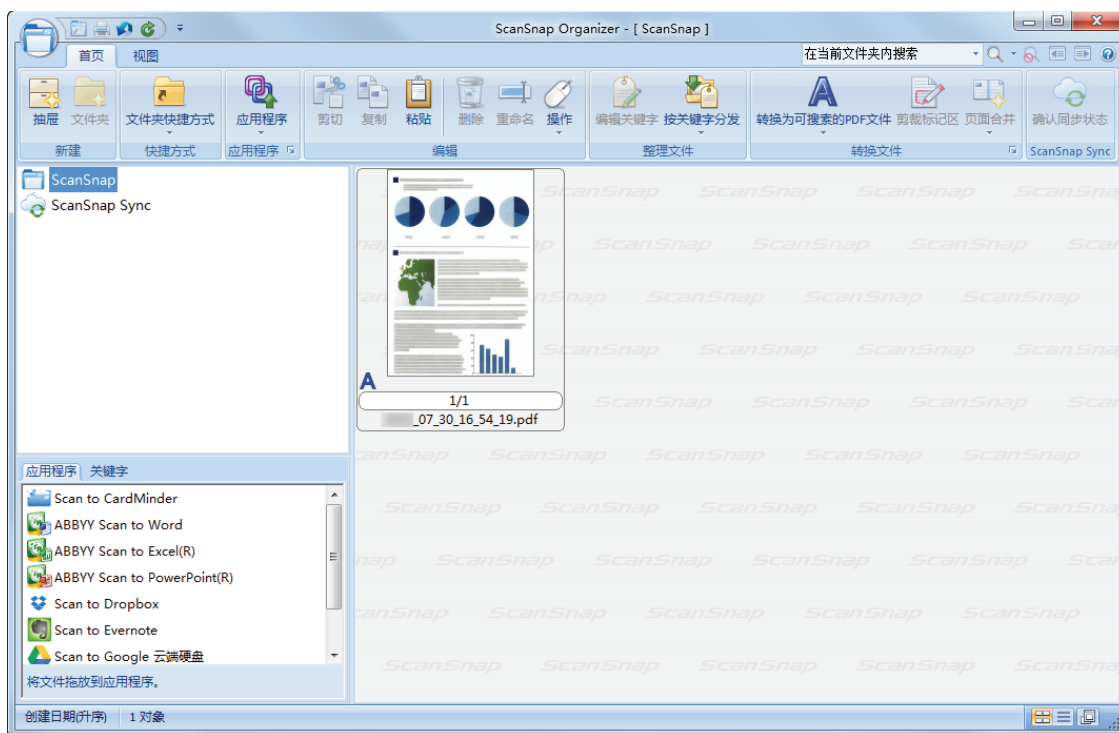 ScanSnap Organizer - [ ScanSnap ]
首页 视图 在当前文件夹内搜索
抽屉 文件夹 文件夹快捷方式 应用程序 剪切 复制 粘贴 删除 重命名 操作 编辑关键字 按关键字分发 转换为可搜索的PDF文件 剪裁标记区 页面合并 确认同步状态
新建 快捷方式 应用程序 编辑 整理文件 转换文件 ScanSnap Sync
ScanSnap
ScanSnap Sync
A
1/1
_07_30_16_54_19.pdf
应用程序 关键字
Scan to CardMinder
ABBYY Scan to Word
ABBYY Scan to Excel(R)
ABBYY Scan to PowerPoint(R)
Scan to Dropbox
Scan to Evernote
Scan to Google 云端硬盘
将文件拖放到应用程序。
创建日期(升序) 1 对象